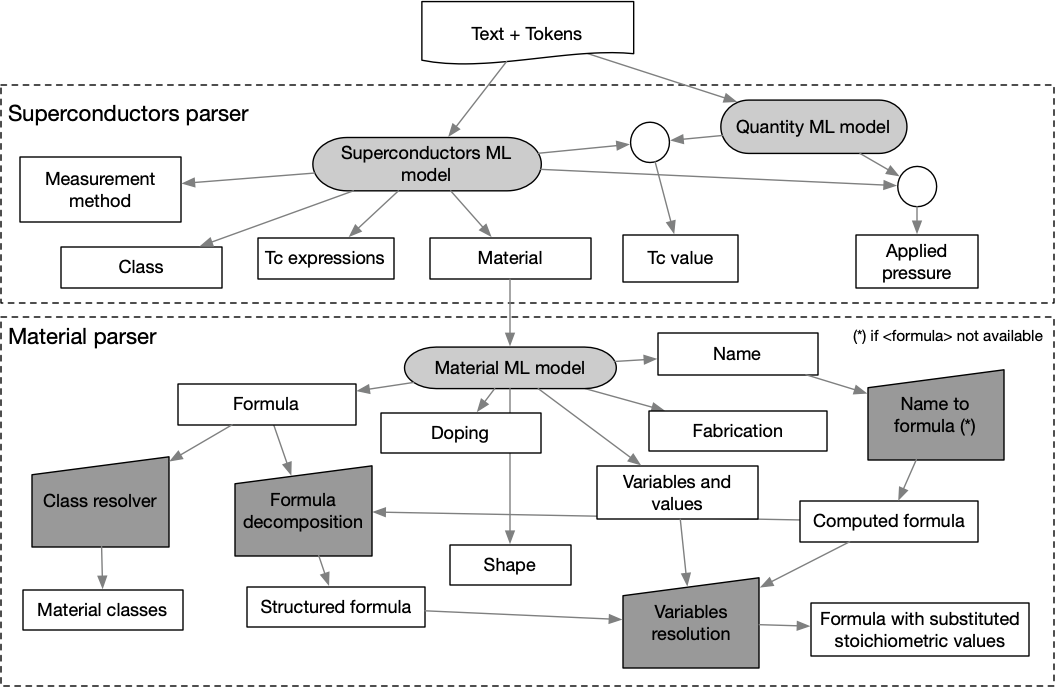 Text + Tokens
Superconductors parser
Quantity ML model
Superconductors ML
model
Measurement
method
Class
Tc expressions
Material
Tc value
Applied
pressure
Material parser
(*) if <formula> not available
Material ML model
Name
Formula
Doping
Fabrication
Name to
formula (*)
Class resolver
Formula
decomposition
Variables and
values
Computed formula
Shape
Material classes
Structured formula
Variables
resolution
Formula with substituted
stoichiometric values